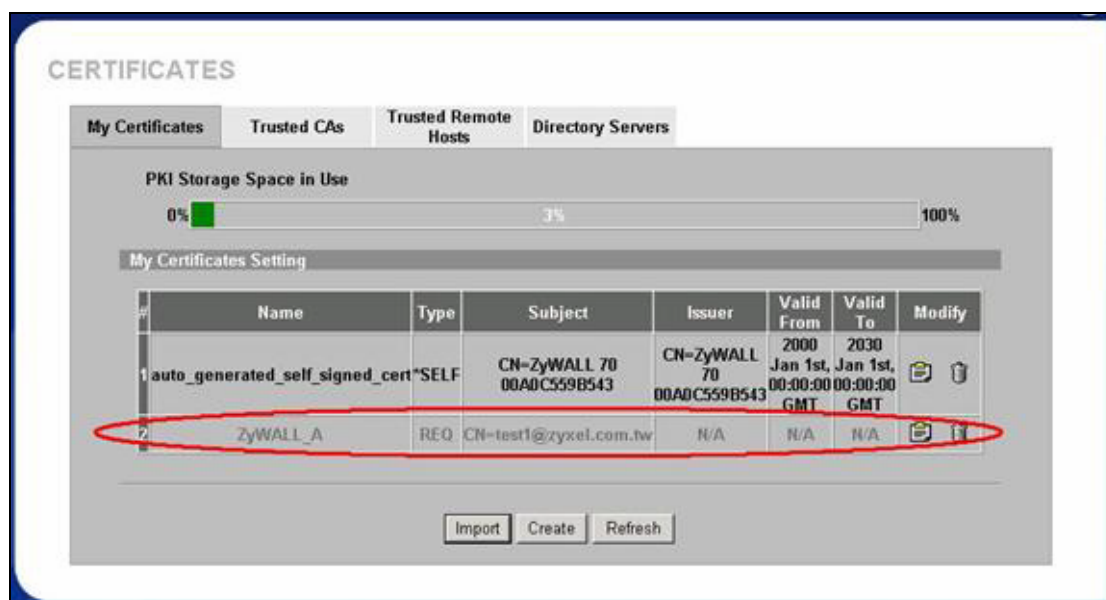 CERTIFICATES
My Certificates
Trusted CAs
Trusted Remote
Hosts
Directory Servers
PKI Storage Space in Use
0%
3%
100%
My Certificates Setting
#
Name
Type
Subject
Issuer
Valid
From
Valid
To
Modify
1
auto_generated_self_signed_cert
*SELF
CN=ZyWALL 70
00A0C559B543
CN=ZyWALL
70
00A0C559B543
2000
Jan 1st,
00:00:00
GMT
2030
Jan 1st,
00:00:00
GMT
2
ZyWALL_A
REQ
CN=test1@zyxel.com.tw
N/A
N/A
N/A
Import
Create
Refresh